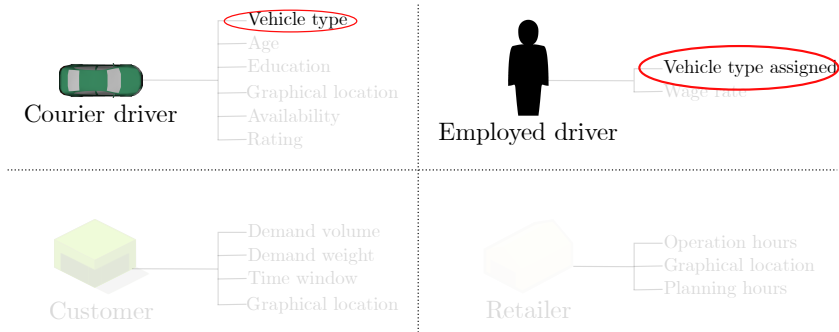 Vehicle type
Age
Education
Graphical location
Availability
Rating
Courier driver
Vehicle type assigned
Wage rate
Employed driver
Demand volume
Demand weight
Time window
Graphical location
Customer
Operation hours
Graphical location
Planning hours
Retailer